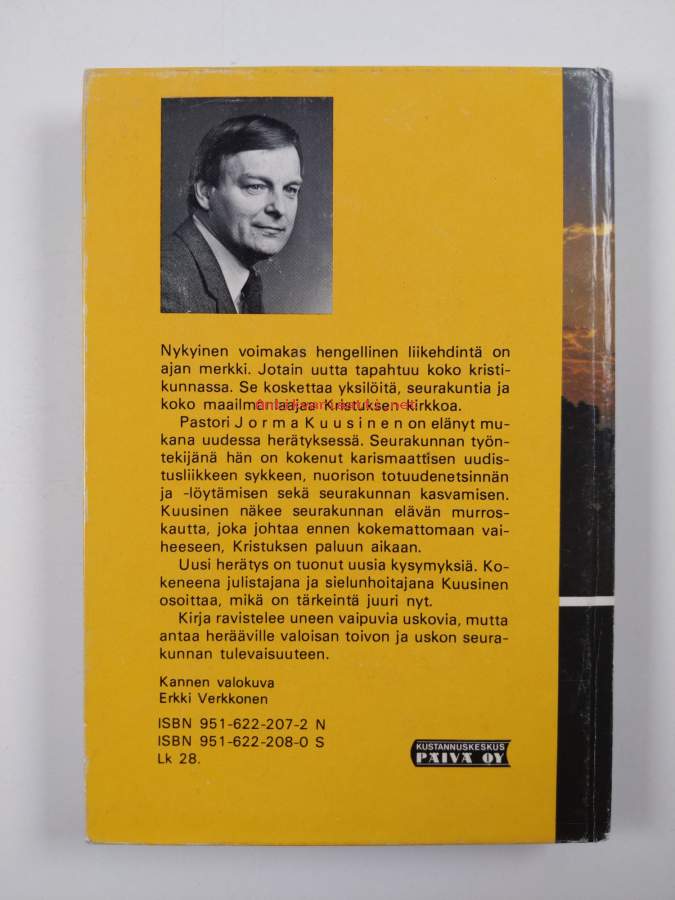 Nykyinen voimakas hengellinen liikehdintä on
ajan merkki. Jotain uutta tapahtuu koko kristi-
kunnassa. Se koskettaa yksilöitä, seurakuntia ja
koko maailmanlaajaa Kristuksen kirkkoa.
Pastori Jorma Kuusinen on elänyt mu-
kana uudessa herätyksessä. Seurakunnan työn-
tekijänä hän on kokenut karismaattisen uudis-
tusliikkeen sykkeen, nuorison totuudenetsinnän
ja -löytämisen sekä seurakunnan kasvamisen.
Kuusinen näkee seurakunnan elävän murros-
kautta, joka johtaa ennen kokemattomaan vai-
heeseen, Kristuksen paluun aikaan.
Uusi herätys on tuonut uusia kysymyksiä. Ko-
keneena julistajana ja sielunhoitajana Kuusinen
osoittaa, mikä on tärkeintä juuri nyt.
Kirja ravistelee uneen vaipuvia uskovia, mutta
antaa herääville valoisan toivon ja uskon seura-
kunnan tulevaisuuteen.
Kannen valokuva
Erkki Verkkonen
ISBN 951-622-207-2 N
ISBN 951-622-208-0 S
Lk 28.
KUSTANNUSKESKUS
PÄIVÄ OY